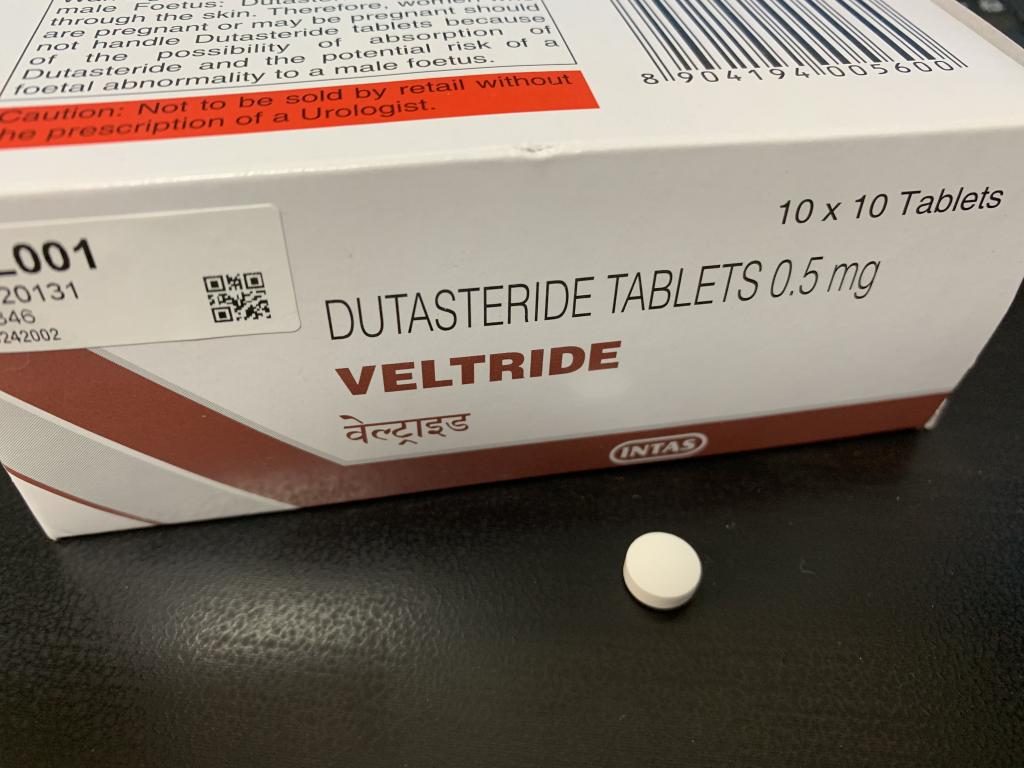 male Foetus: Dutasteride, women
through the skin. Therefore, women who
are pregnant or may be pregnant should
not handle Dutasteride tablets because
of the possibility of absorption of
Dutasteride and the potential risk of a
foetal abnormality to a male foetus.
Caution: Not to be sold by retail without
he prescription of a Urologist.
8 904194 005600
L001
20131
346
242002
10 x 10 Tablets
DUTASTERIDE TABLETS 0.5 mg
VELTRIDE
वेल्ट्राइड
INTAS